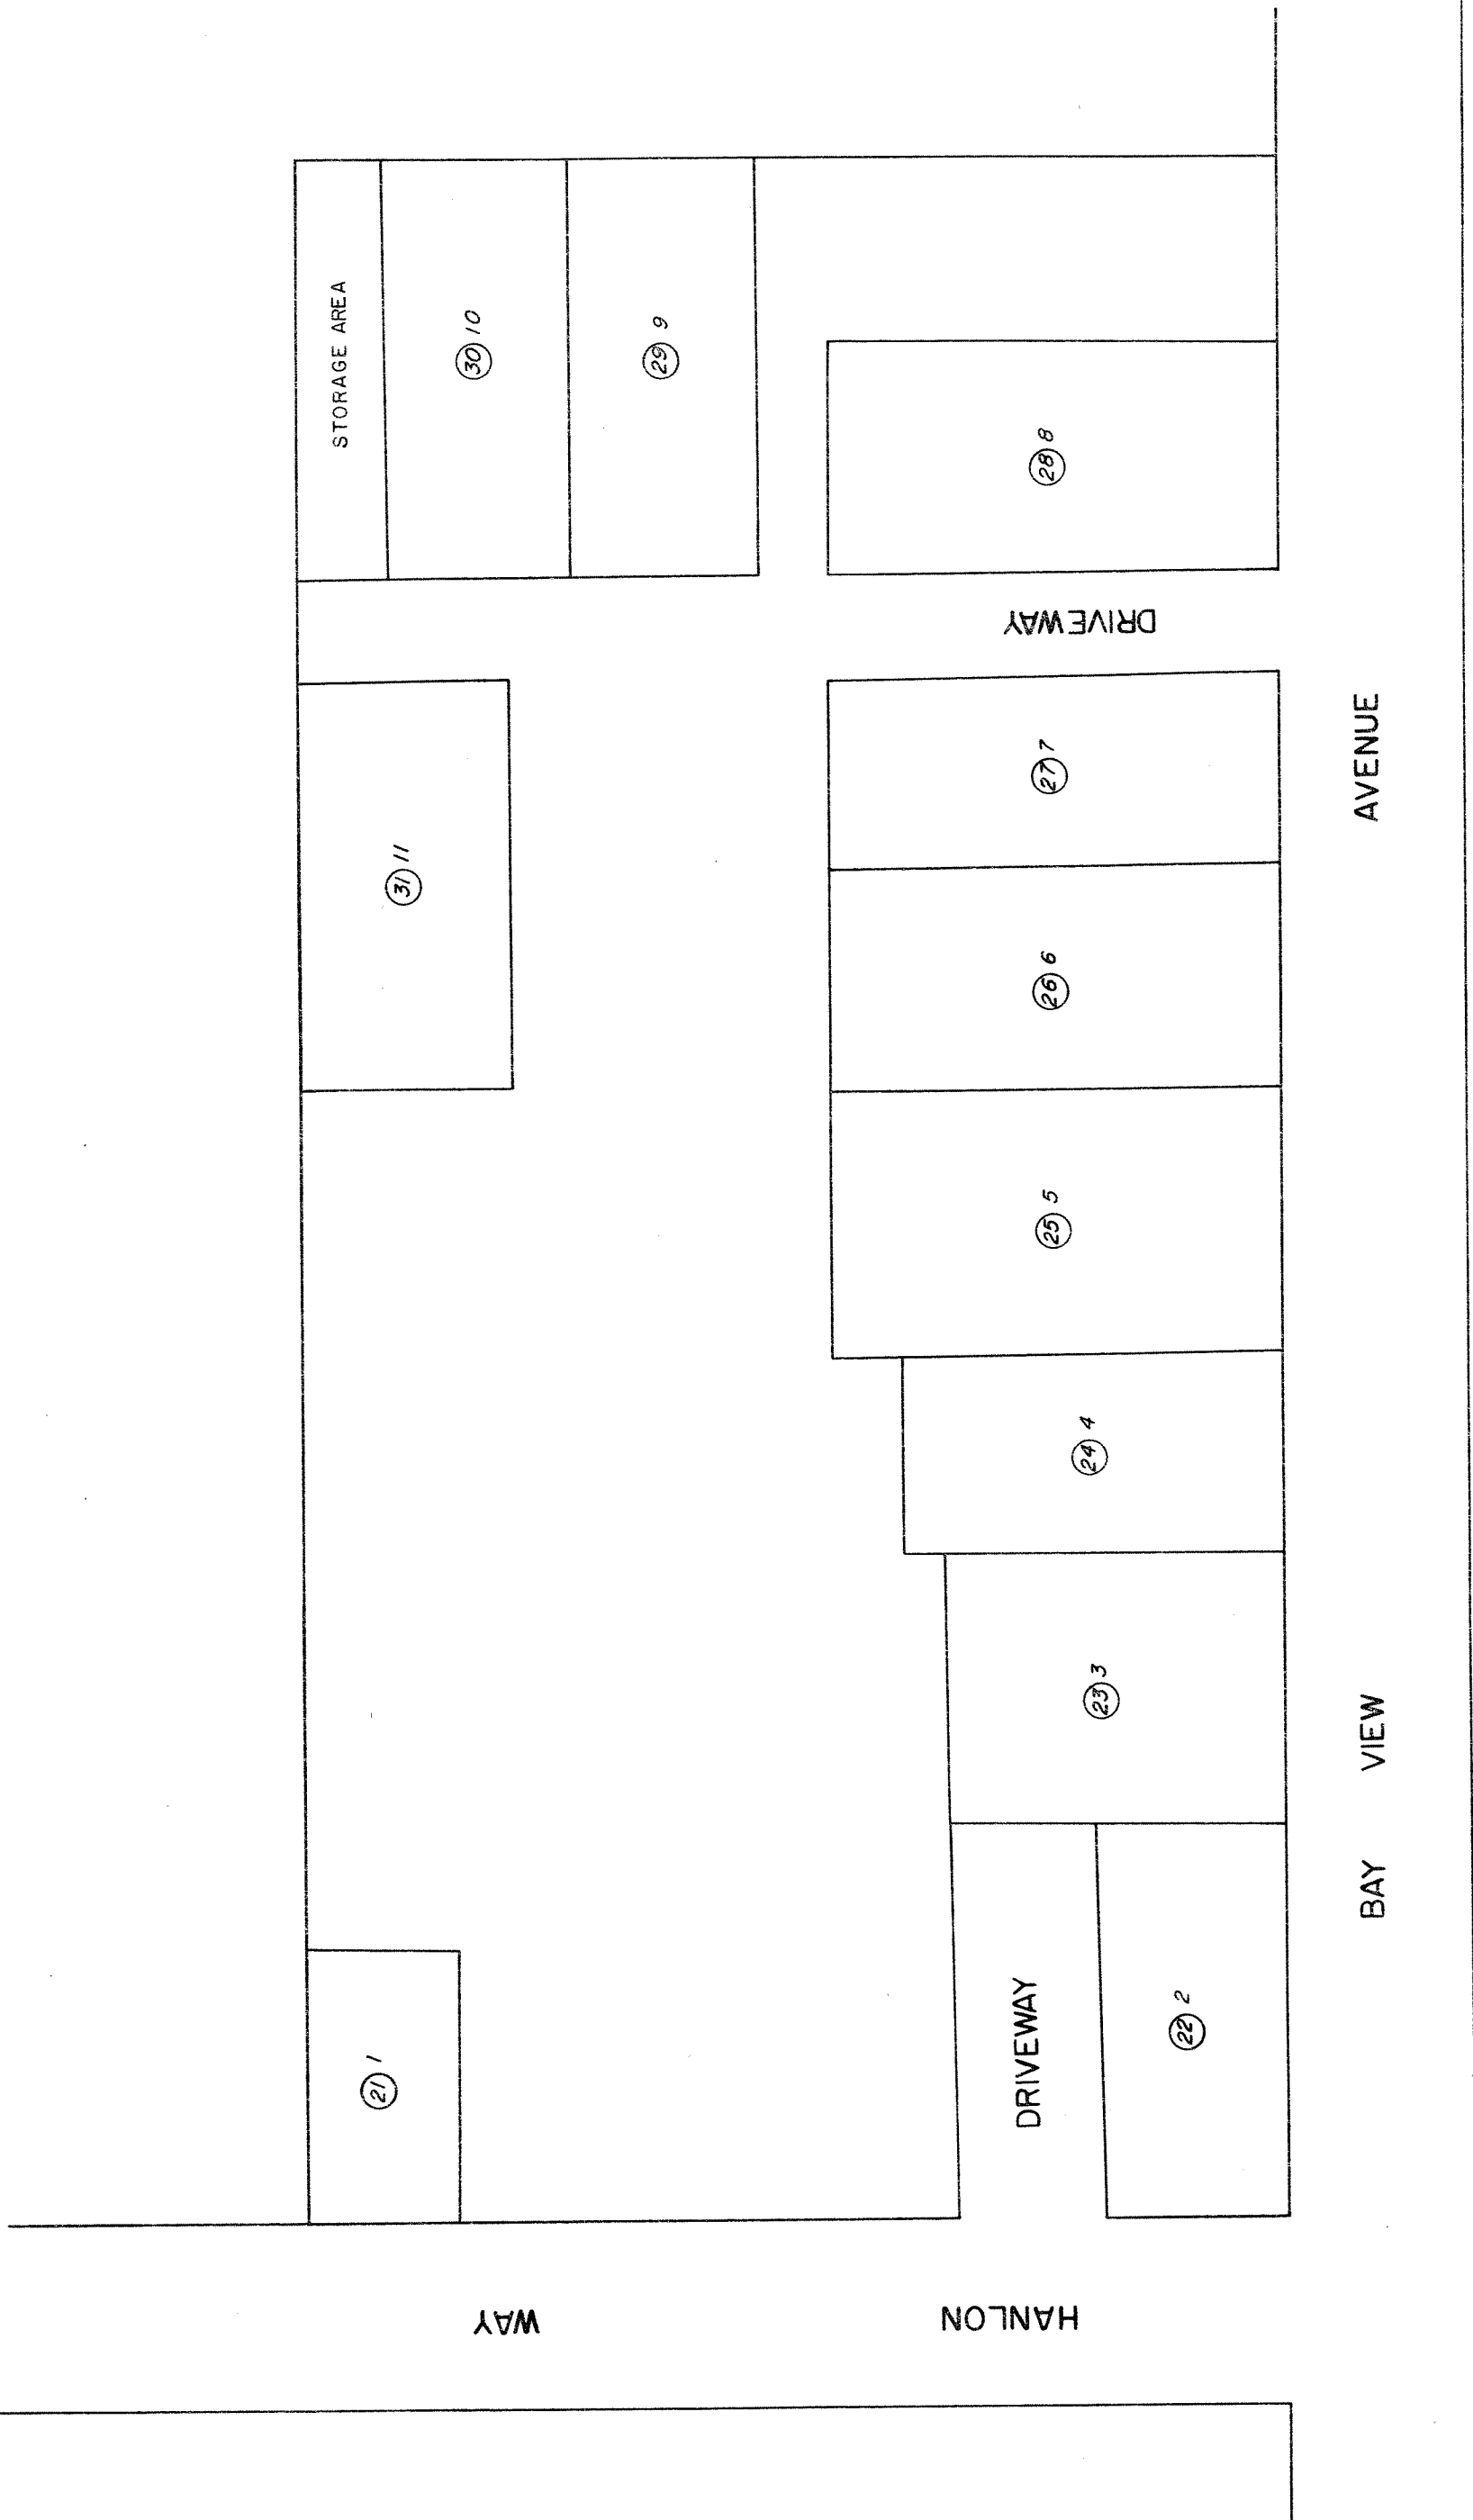 STORAGE AREA
(30) 10
(29) 9
(28) 8
DRIVEWAY
(31) 11
(27) 7
(26) 6
(25) 5
(24) 4
(23) 3
(21) 1
DRIVEWAY
(22) 2
HANLON WAY
BAY VIEW AVENUE